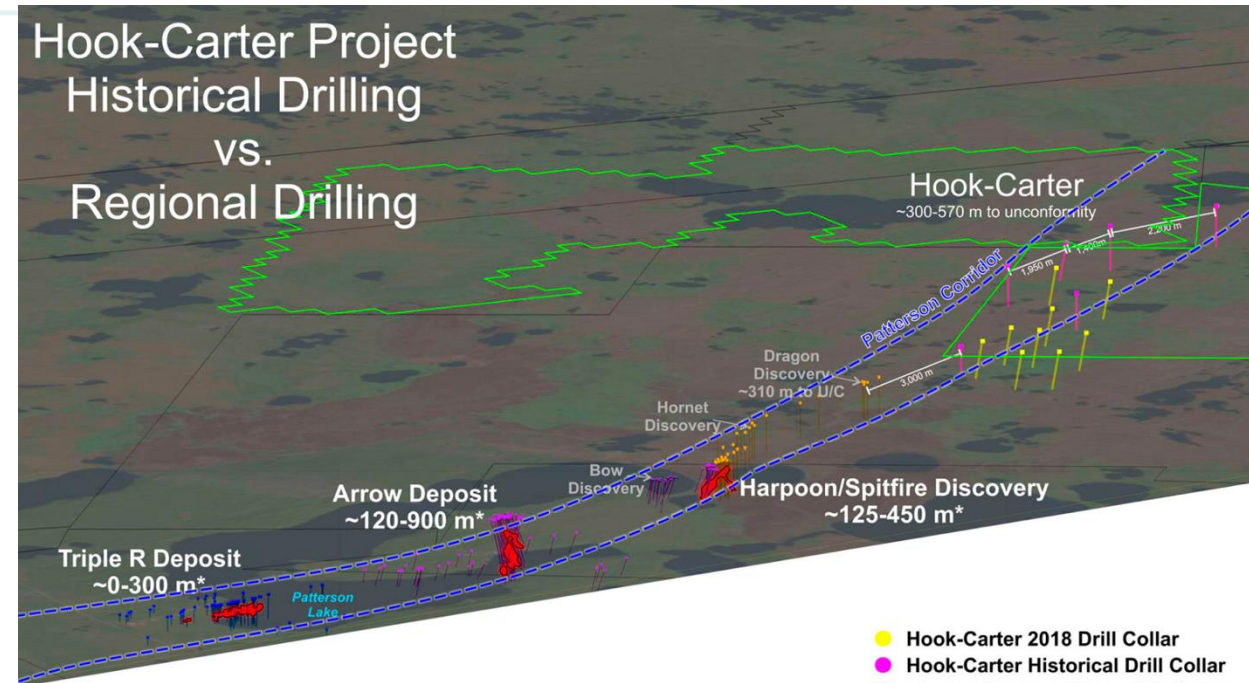 Hook-Carter Project
Historical Drilling
vs.
Regional Drilling
Hook-Carter
~300-570 m to unconformity
2,200 m
1,400m
1,950 m
Patterson Corridor
Dragon
Discovery
~310 m to U/C
3,000 m
Hornet
Discovery
Bow
Discovery
Harpoon/Spitfire Discovery
~125-450 m*
Arrow Deposit
~120-900 m*
Triple R Deposit
~0-300 m*
Patterson
Lake
Hook-Carter 2018 Drill Collar
Hook-Carter Historical Drill Collar